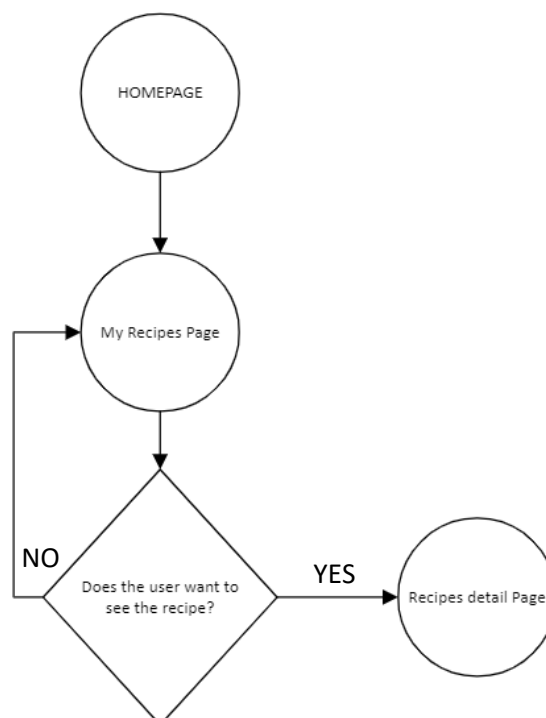 HOMEPAGE
My Recipes Page
NO
YES
Does the user want to
see the recipe?
Recipes detail Page